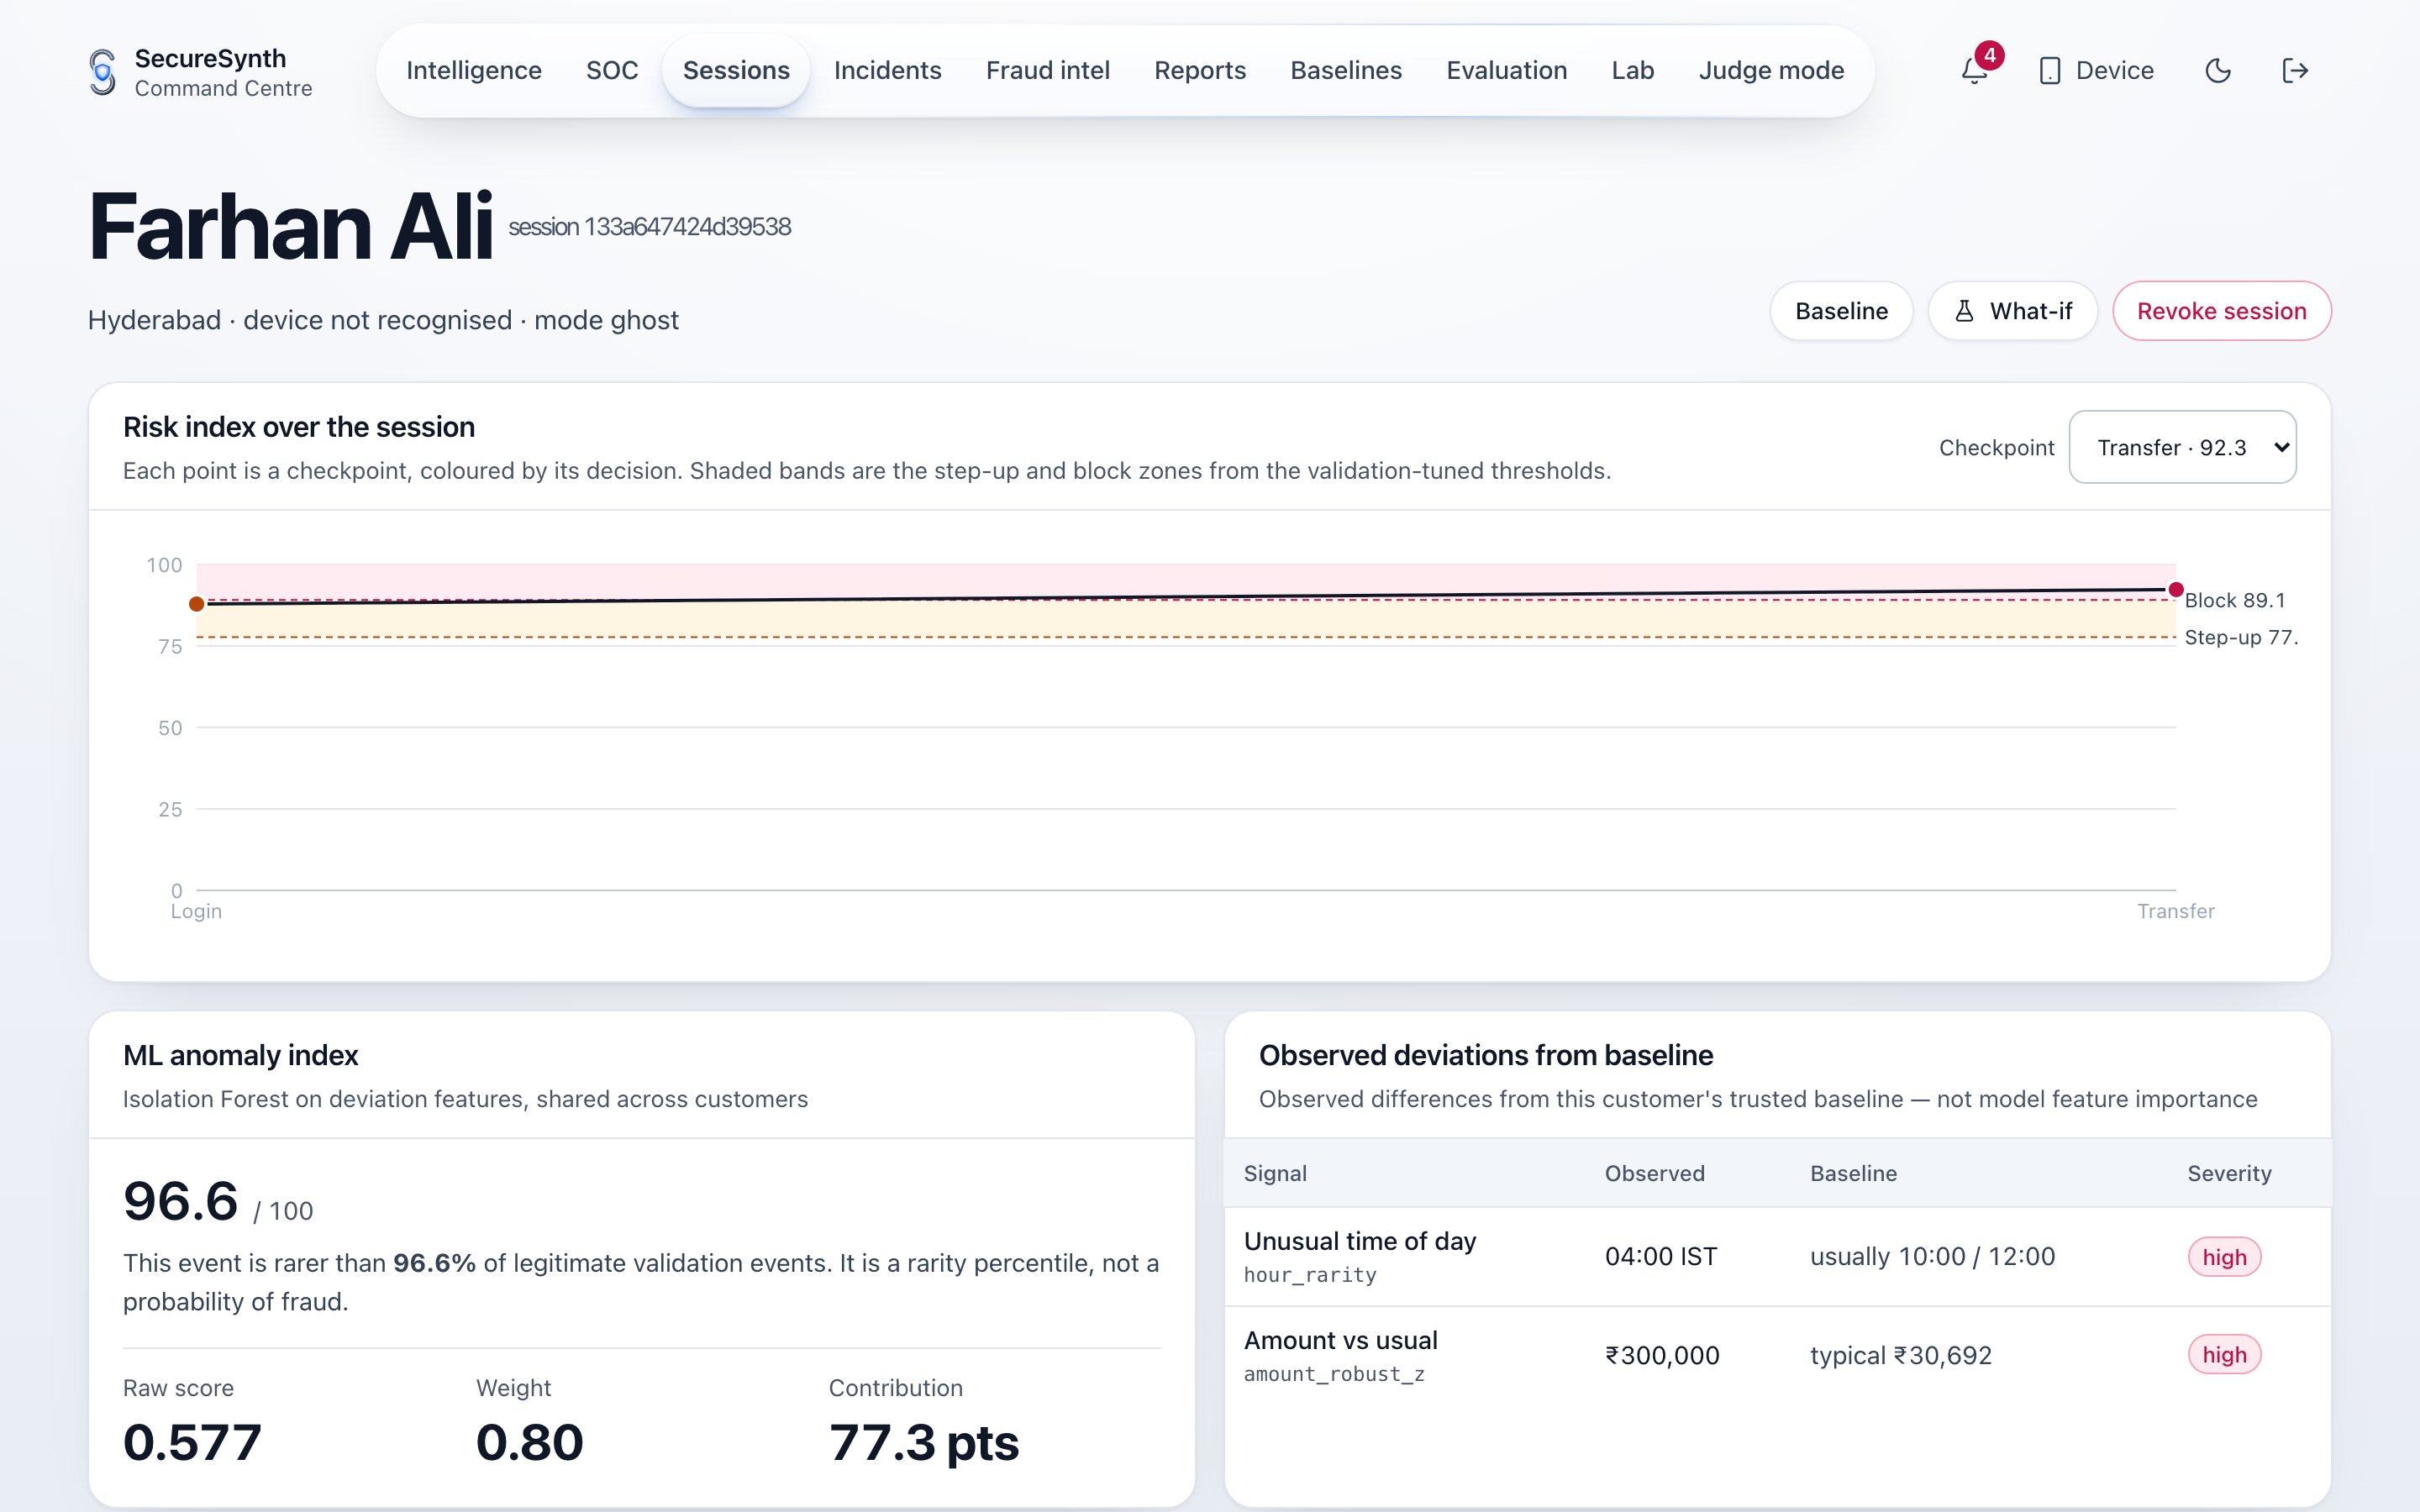 SecureSynth
Command Centre
Intelligence
SOC
Sessions
Incidents
Fraud intel
Reports
Baselines
Evaluation
Lab
Judge mode
4
Device
Farhan Ali session 133a647424d39538
Hyderabad · device not recognised · mode ghost
Baseline
What-if
Revoke session
Risk index over the session
Each point is a checkpoint, coloured by its decision. Shaded bands are the step-up and block zones from the validation-tuned thresholds.
Checkpoint
Transfer · 92.3
100
75
50
25
0
Block 89.1
Step-up 77.
Login
Transfer
ML anomaly index
Isolation Forest on deviation features, shared across customers
96.6 / 100
This event is rarer than 96.6% of legitimate validation events. It is a rarity percentile, not a
probability of fraud.
Raw score
Weight
Contribution
0.577
0.80
77.3 pts
Observed deviations from baseline
Observed differences from this customer's trusted baseline — not model feature importance
Signal
Observed
Baseline
Severity
Unusual time of day
hour_rarity
04:00 IST
usually 10:00 / 12:00
high
Amount vs usual
amount_robust_z
₹300,000
typical ₹30,692
high